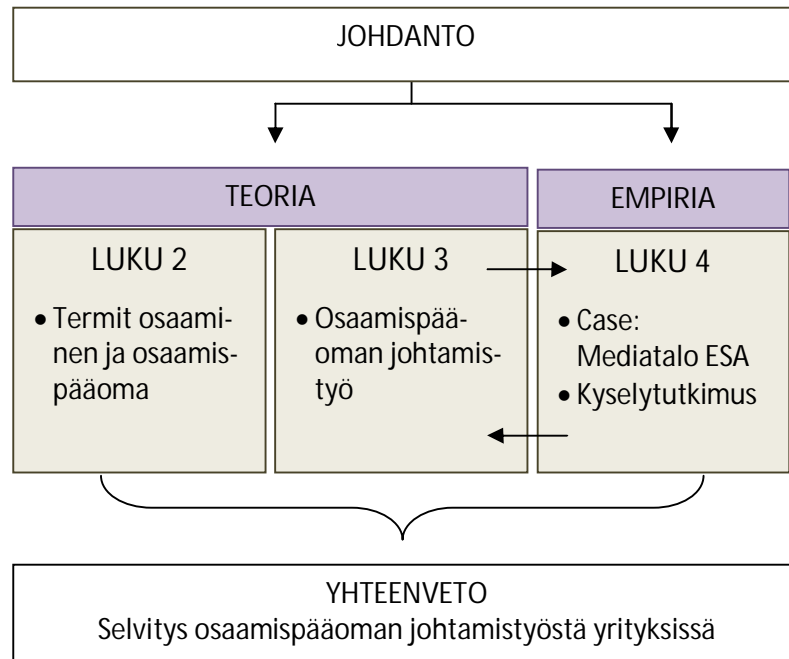 JOHDANTO
TEORIA
EMPIRIA
LUKU 2
• Termit osaami-
nen ja osaamis-
pääoma
LUKU 3
• Osaamispää-
oman johtamis-
työ
LUKU 4
• Case:
Mediatalo ESA
• Kyselytutkimus
YHTEENVETO
Selvitys osaamispääoman johtamistyöstä yrityksissä